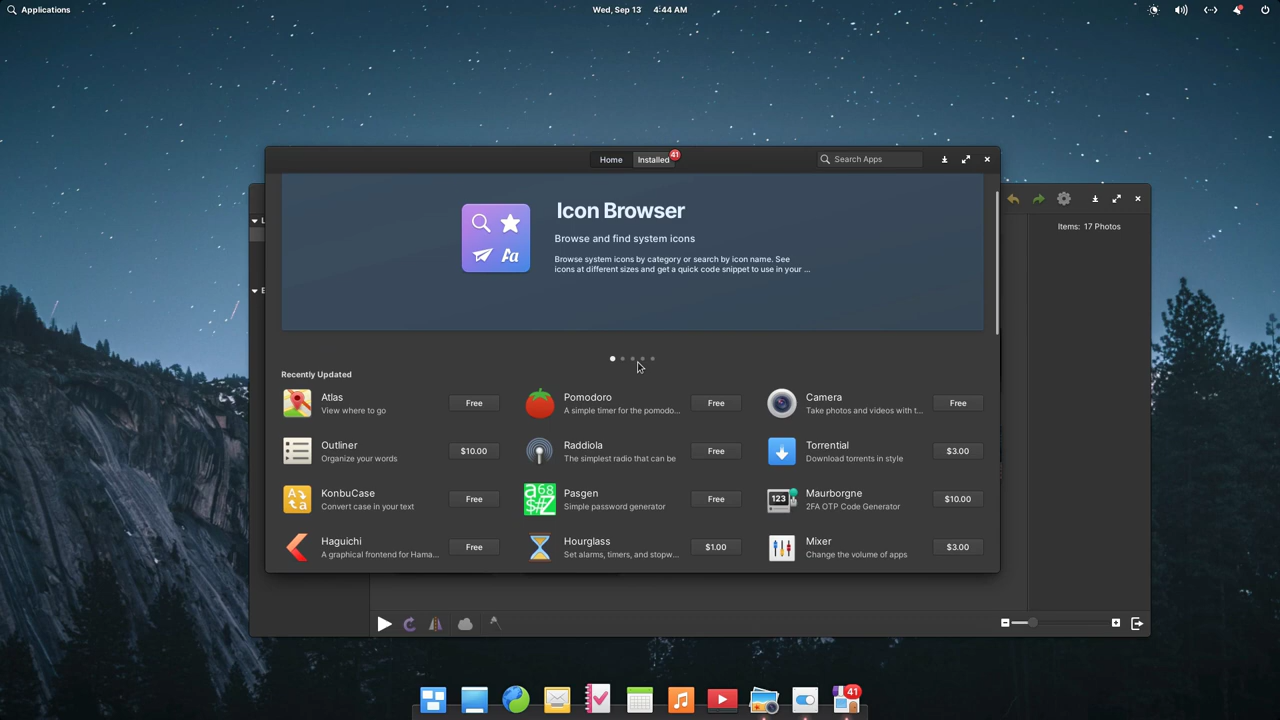 Applications
Wed, Sep 13 4:44 AM
Home
Installed
41
Search Apps
Items: 17 Photos
L
E
Icon Browser
Browse and find system icons
Browse system icons by category or search by icon name. See
icons at different sizes and get a quick code snippet to use in your ...
Recently Updated
Atlas
View where to go
Free
Pomodoro
A simple timer for the pomodo...
Free
Camera
Take photos and videos with t...
Free
Outliner
Organize your words
$10.00
Raddiola
The simplest radio that can be
Free
Torrential
Download torrents in style
$3.00
KonbuCase
Convert case in your text
Free
Pasgen
Simple password generator
Free
123
Maurborgne
2FA OTP Code Generator
$10.00
Haguichi
A graphical frontend for Hama...
Free
Hourglass
Set alarms, timers, and stopw...
$1.00
Mixer
Change the volume of apps
$3.00
41